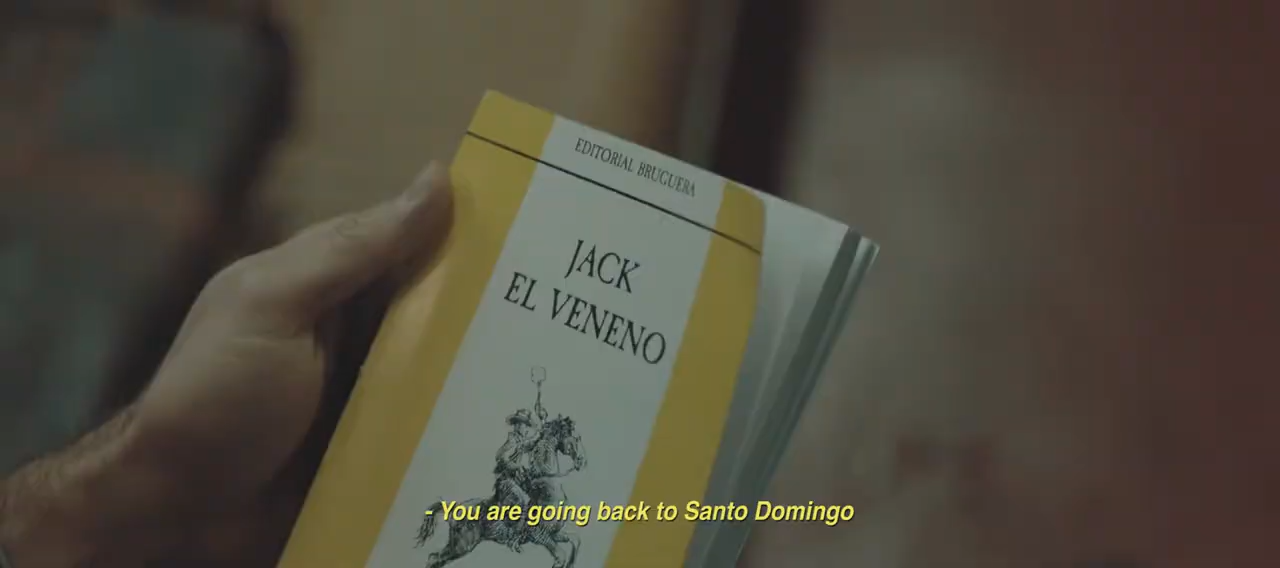 EDITORIAL BRUGUERA
JACK
EL VENENO
- You are going back to Santo Domingo